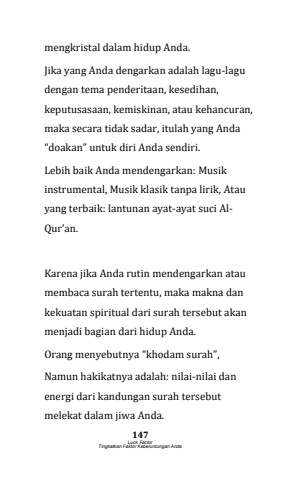 mengkristal dalam hidup Anda.
Jika yang Anda dengarkan adalah lagu-lagu
dengan tema penderitaan, kesedihan,
keputusasaan, kemiskinan, atau kehancuran,
maka secara tidak sadar, itulah yang Anda
“doakan” untuk diri Anda sendiri.
Lebih baik Anda mendengarkan: Musik
instrumental, Musik klasik tanpa lirik, Atau
yang terbaik: lantunan ayat-ayat suci Al-
Qur’an.
Karena jika Anda rutin mendengarkan atau
membaca surah tertentu, maka makna dan
kekuatan spiritual dari surah tersebut akan
menjadi bagian dari hidup Anda.
Orang menyebutnya “khodam surah”,
Namun hakikatnya adalah: nilai-nilai dan
energi dari kandungan surah tersebut
melekat dalam jiwa Anda.
147
Luck Factor
Tingkatkan Faktor Keberuntungan Anda